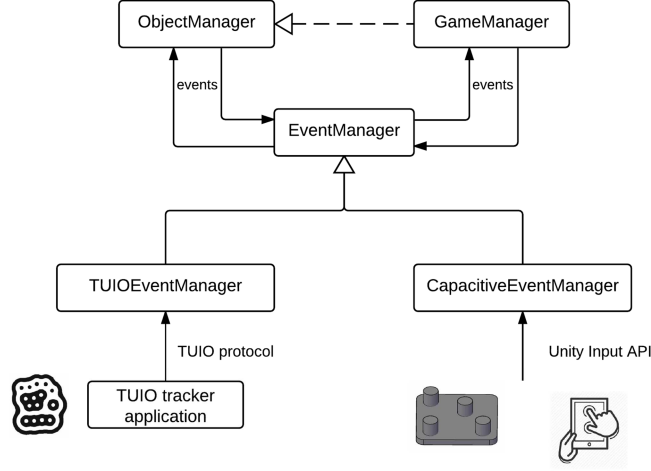 ObjectManager
GameManager
events
events
EventManager
TUIOEventManager
CapacitiveEventManager
TUIO protocol
Unity Input API
TUIO tracker
application